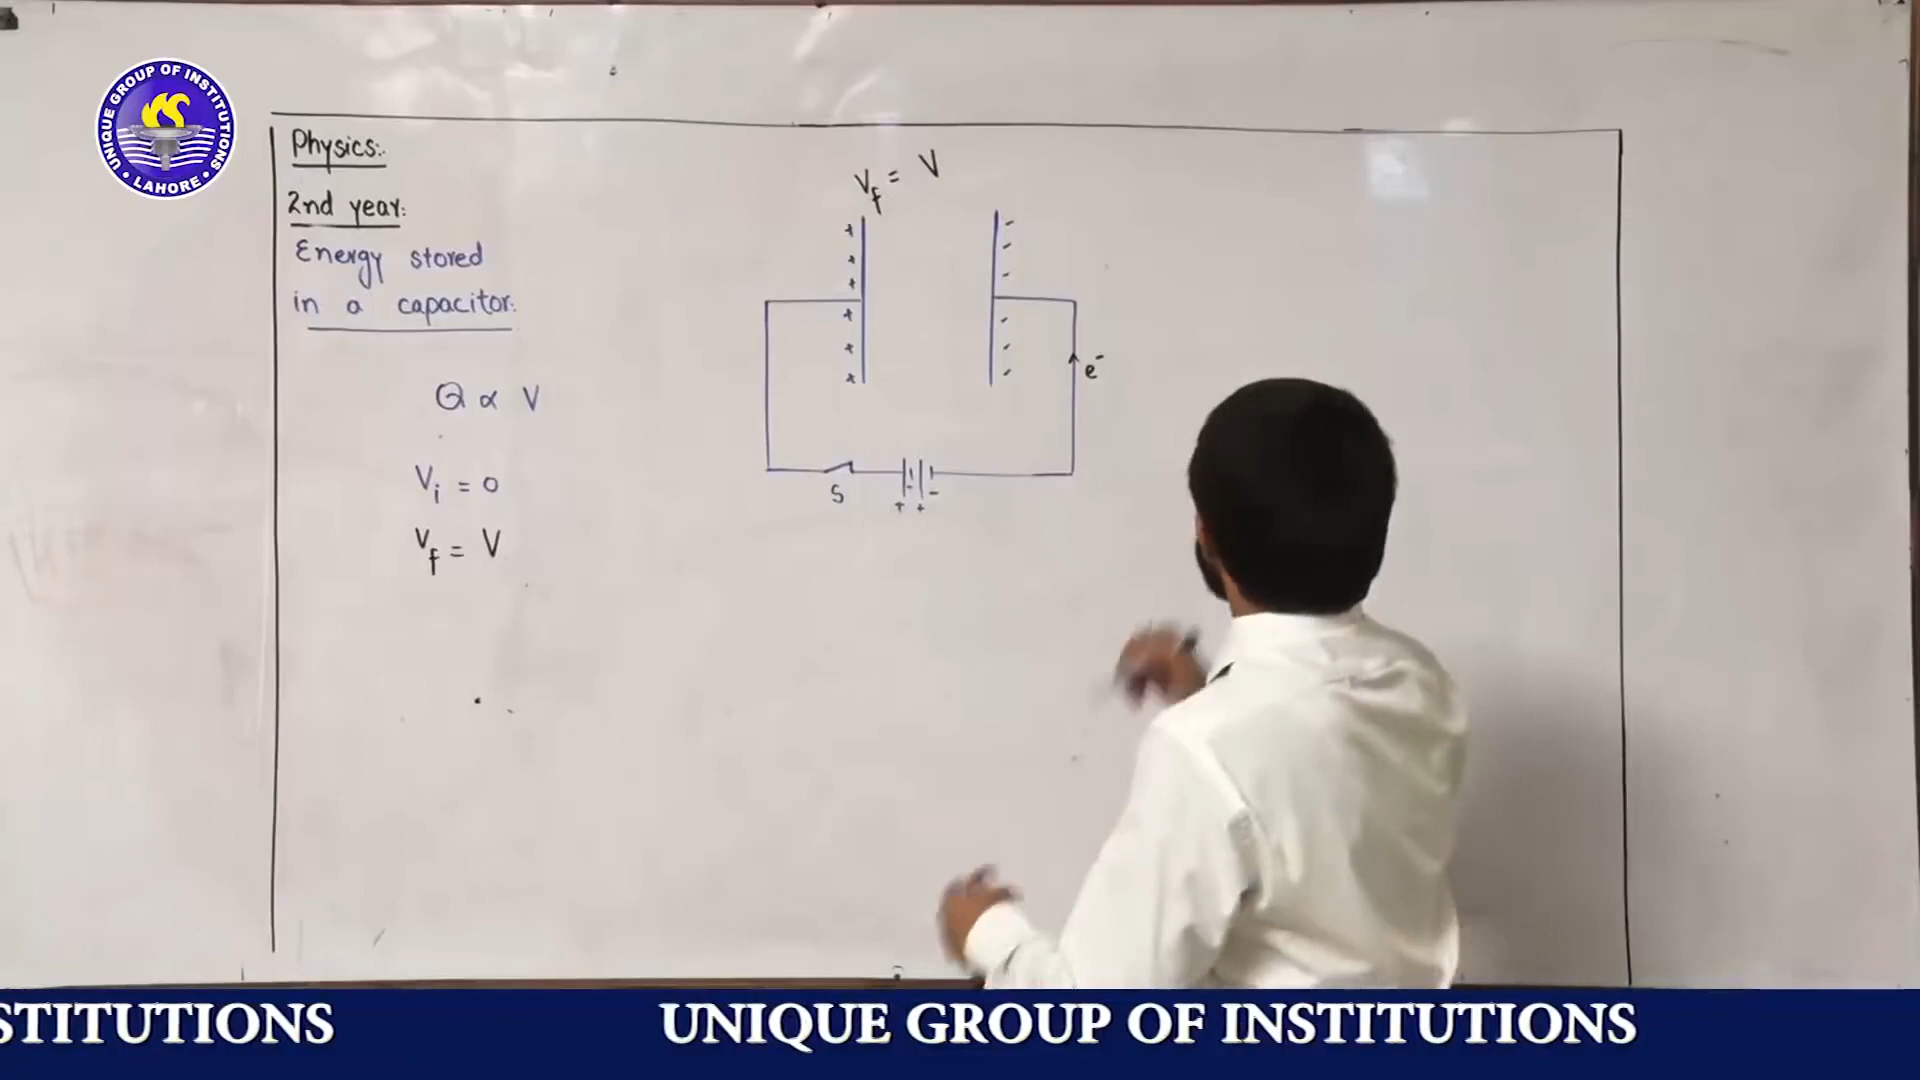 UNIQUE GROUP OF INSTITUTIONS
• LAHORE •
Physics:.
2nd year:
Energy stored
in a capacitor:
Q ∝ V
Vi = 0
Vf = V
Vf = V
+ -
+ -
+ -
+ -
+ -
+ -
e-
S
- -
+ +
STITUTIONS UNIQUE GROUP OF INSTITUTIONS